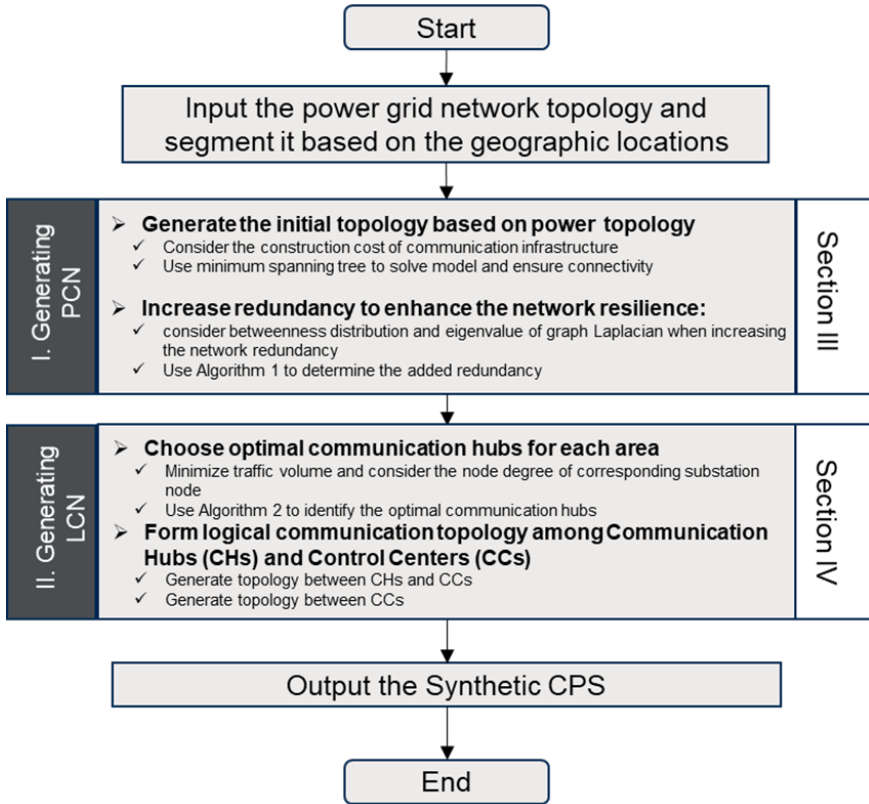 Start
Input the power grid network topology and
segment it based on the geographic locations
I. Generating
PCN
➢ Generate the initial topology based on power topology
✓ Consider the construction cost of communication infrastructure
✓ Use minimum spanning tree to solve model and ensure connectivity
➢ Increase redundancy to enhance the network resilience:
✓ consider betweenness distribution and eigenvalue of graph Laplacian when increasing
the network redundancy
✓ Use Algorithm 1 to determine the added redundancy
Section III
II. Generating
LCN
➢ Choose optimal communication hubs for each area
✓ Minimize traffic volume and consider the node degree of corresponding substation
node
✓ Use Algorithm 2 to identify the optimal communication hubs
➢ Form logical communication topology among Communication
Hubs (CHs) and Control Centers (CCs)
✓ Generate topology between CHs and CCs
✓ Generate topology between CCs
Section IV
Output the Synthetic CPS
End